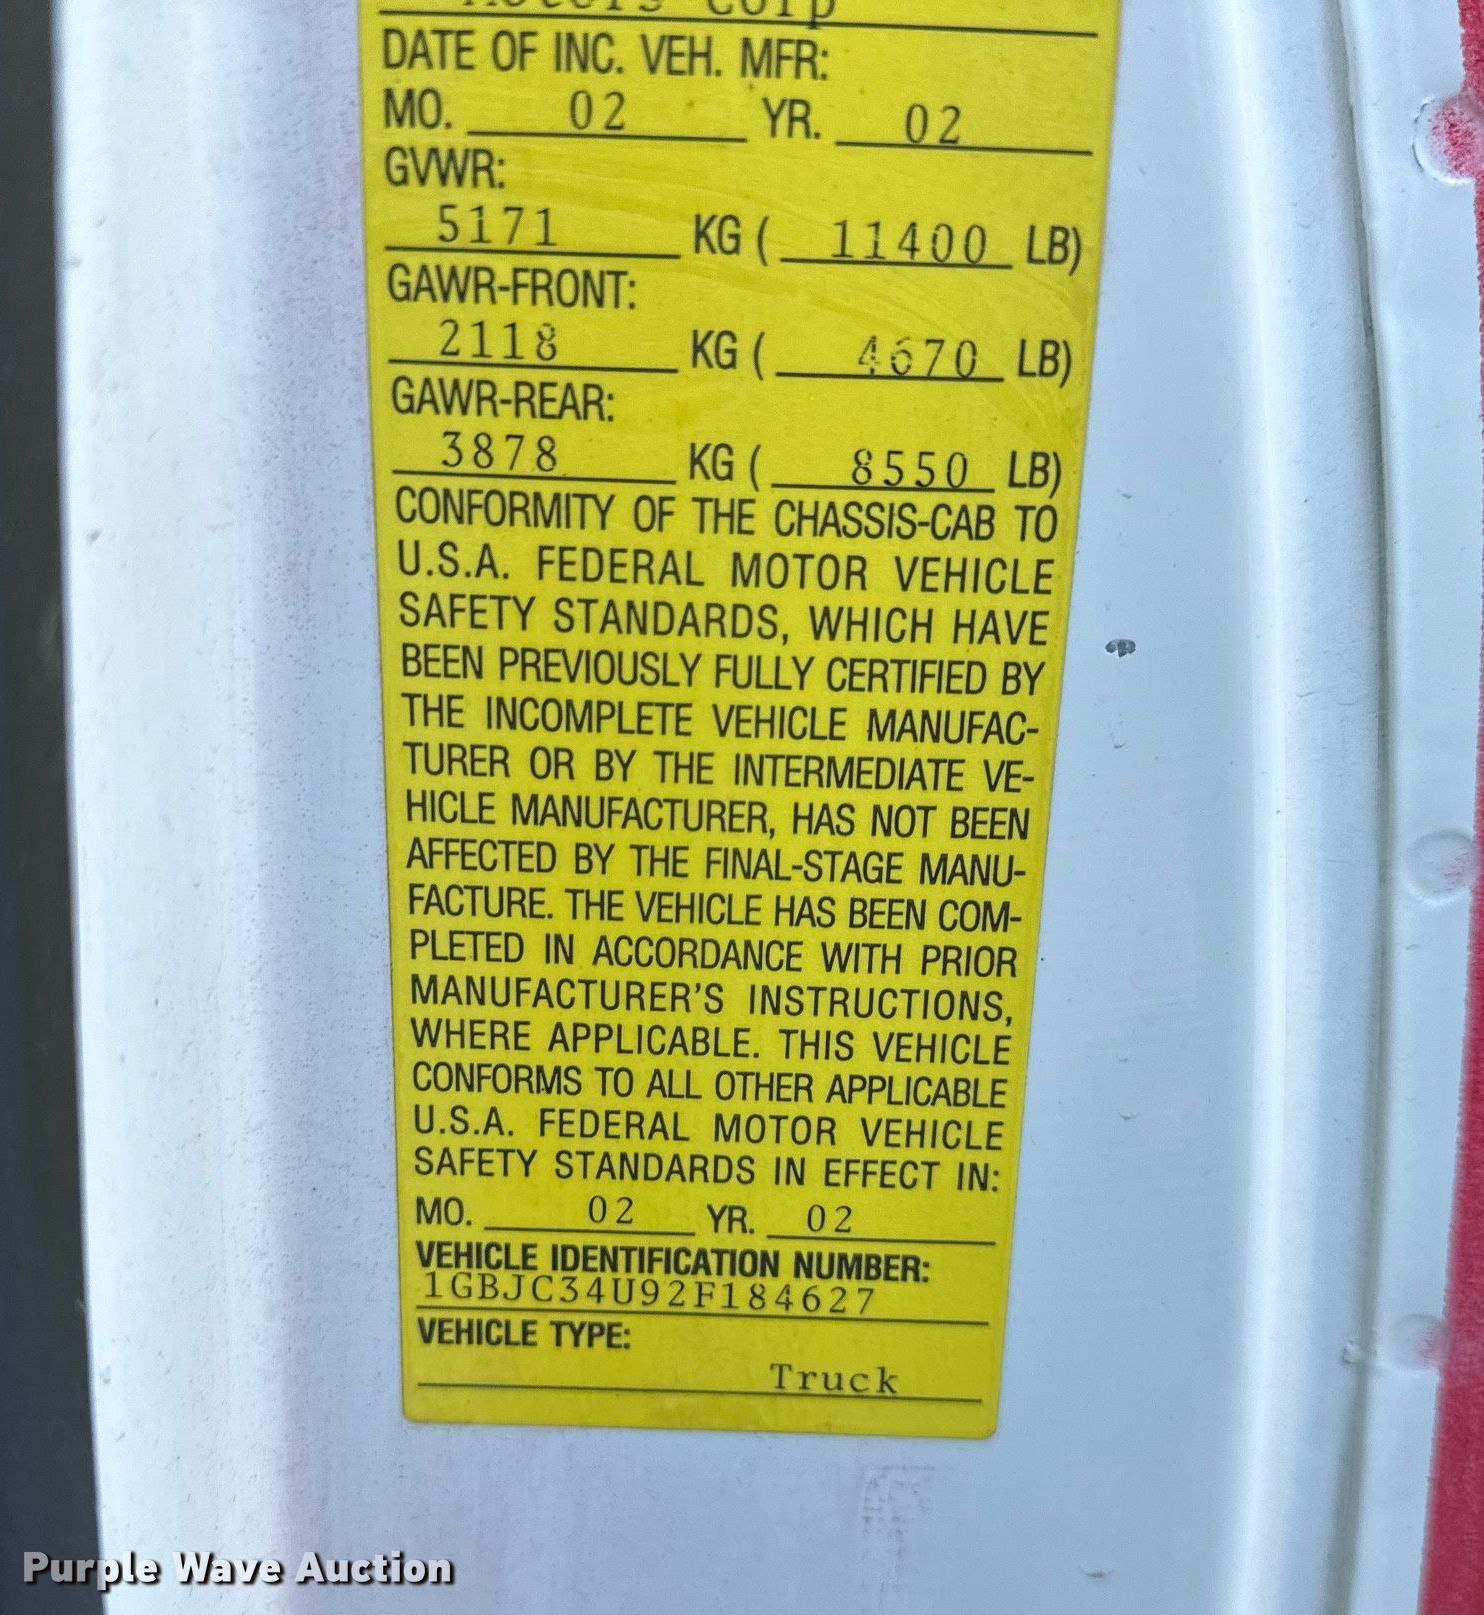 Motors Corp
DATE OF INC. VEH. MFR:
MO. 02 YR. 02
GVWR:
5171 KG ( 11400 LB)
GAWR-FRONT:
2118 KG ( 4670 LB)
GAWR-REAR:
3878 KG ( 8550 LB)
CONFORMITY OF THE CHASSIS-CAB TO
U.S.A. FEDERAL MOTOR VEHICLE
SAFETY STANDARDS, WHICH HAVE
BEEN PREVIOUSLY FULLY CERTIFIED BY
THE INCOMPLETE VEHICLE MANUFAC-
TURER OR BY THE INTERMEDIATE VE-
HICLE MANUFACTURER, HAS NOT BEEN
AFFECTED BY THE FINAL-STAGE MANU-
FACTURE. THE VEHICLE HAS BEEN COM-
PLETED IN ACCORDANCE WITH PRIOR
MANUFACTURER'S INSTRUCTIONS,
WHERE APPLICABLE. THIS VEHICLE
CONFORMS TO ALL OTHER APPLICABLE
U.S.A. FEDERAL MOTOR VEHICLE
SAFETY STANDARDS IN EFFECT IN:
MO. 02 YR. 02
VEHICLE IDENTIFICATION NUMBER:
1GBJC34U92F184627
VEHICLE TYPE:
Truck
Purple Wave Auction